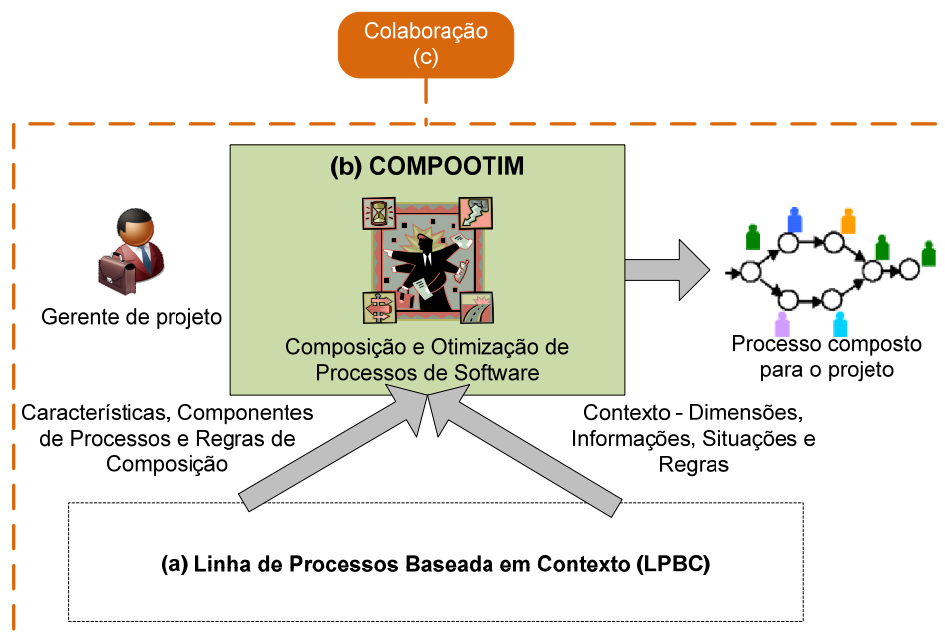 Colaboração
(c)
(b) COMPOOTIM
Gerente de projeto
Composição e Otimização de
Processos de Software
Processo composto
para o projeto
Características, Componentes
de Processos e Regras de
Composição
Contexto - Dimensões,
Informações, Situações e
Regras
(a) Linha de Processos Baseada em Contexto (LPBC)